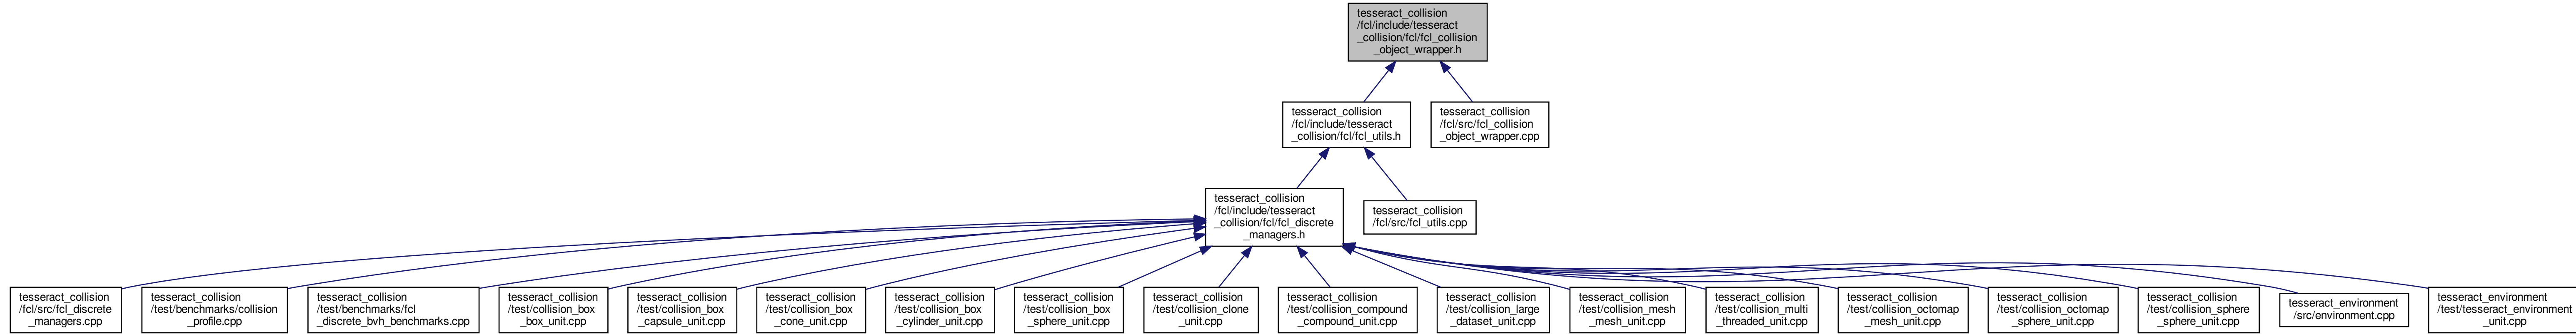 tesseract_collision
/fcl/include/tesseract
_collision/fcl/fcl_collision
_object_wrapper.h
tesseract_collision
/fcl/include/tesseract
_collision/fcl/fcl_utils.h
tesseract_collision
/fcl/src/fcl_collision
_object_wrapper.cpp
tesseract_collision
/fcl/include/tesseract
_collision/fcl/fcl_discrete
_managers.h
tesseract_collision
/fcl/src/fcl_utils.cpp
tesseract_collision
/fcl/src/fcl_discrete
_managers.cpp
tesseract_collision
/test/benchmarks/collision
_profile.cpp
tesseract_collision
/test/benchmarks/fcl
_discrete_bvh_benchmarks.cpp
tesseract_collision
/test/collision_box
_box_unit.cpp
tesseract_collision
/test/collision_box
_capsule_unit.cpp
tesseract_collision
/test/collision_box
_cone_unit.cpp
tesseract_collision
/test/collision_box
_cylinder_unit.cpp
tesseract_collision
/test/collision_box
_sphere_unit.cpp
tesseract_collision
/test/collision_clone
_unit.cpp
tesseract_collision
/test/collision_compound
_compound_unit.cpp
tesseract_collision
/test/collision_large
_dataset_unit.cpp
tesseract_collision
/test/collision_mesh
_mesh_unit.cpp
tesseract_collision
/test/collision_multi
_threaded_unit.cpp
tesseract_collision
/test/collision_octomap
_mesh_unit.cpp
tesseract_collision
/test/collision_octomap
_sphere_unit.cpp
tesseract_collision
/test/collision_sphere
_sphere_unit.cpp
tesseract_environment
/src/environment.cpp
tesseract_environment
/test/tesseract_environment
_unit.cpp